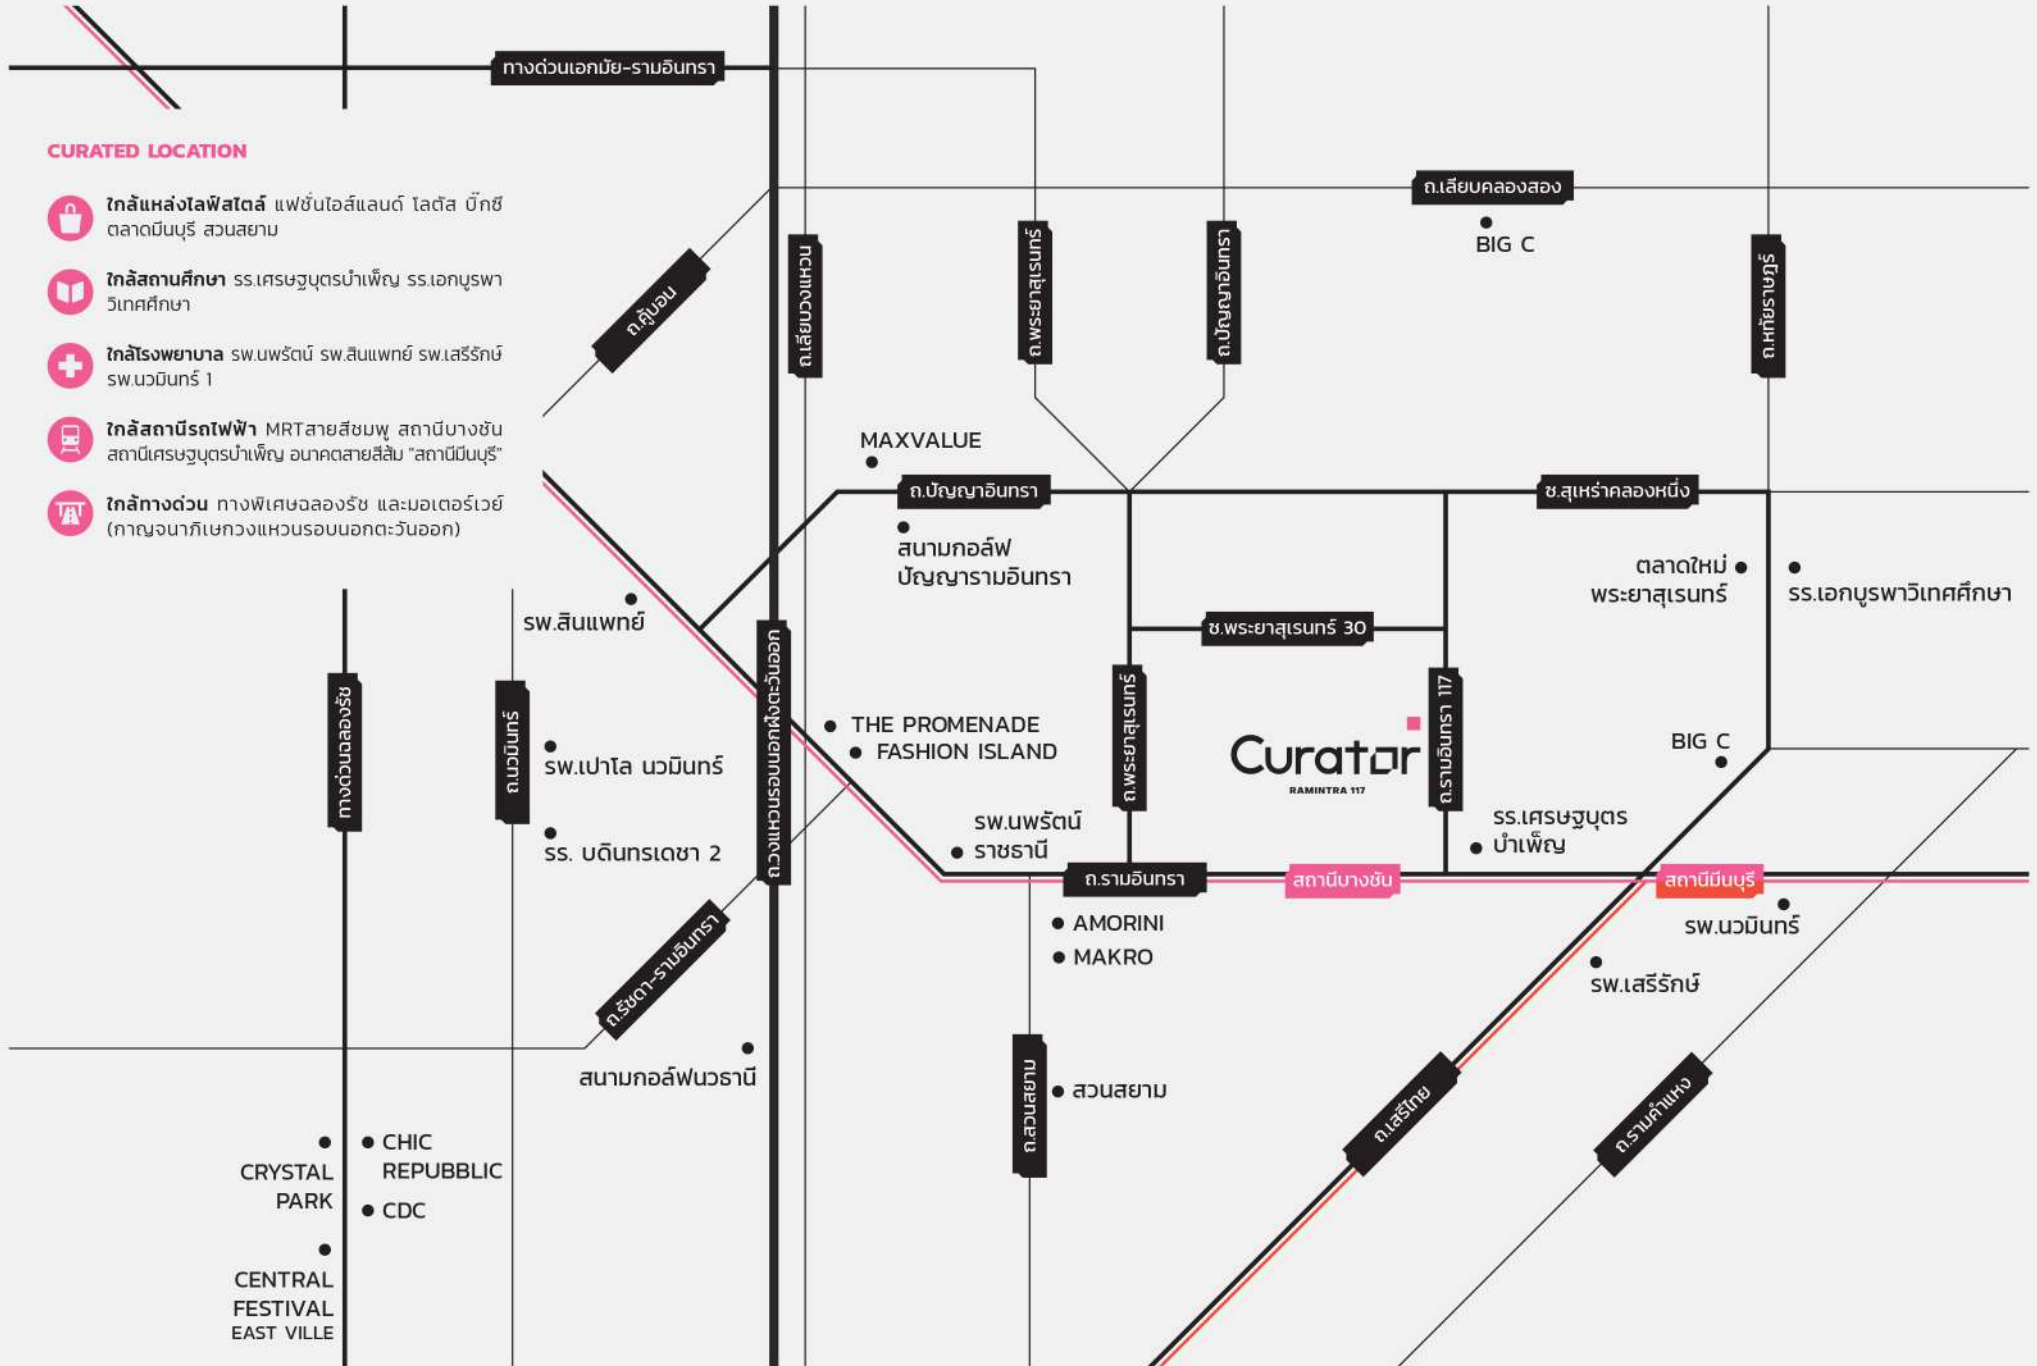 ทางด่วนเอกมัย-รามอินทรา
CURATED LOCATION
ใกล้แหล่งไลฟ์สไตล์ แฟชั่นไอส์แลนด์ โลตัส บิ๊กซี
ตลาดมีนบุรี สวนสยาม
ใกล้สถานศึกษา รร.เศรษฐบุตรบำเพ็ญ รร.เอกบูรพา
วิเทศศึกษา
ใกล้โรงพยาบาล รพ.นพรัตน์ รพ.สินแพทย์ รพ.เสรีรักษ์
รพ.นวมินทร์ 1
ใกล้สถานีรถไฟฟ้า MRTสายสีชมพู สถานีบางชัน
สถานีเศรษฐบุตรบำเพ็ญ อนาคตสายสีส้ม "สถานีมีนบุรี"
ใกล้ทางด่วน ทางพิเศษฉลองรัช และมอเตอร์เวย์
(กาญจนาภิเษกวงแหวนรอบนอกตะวันออก)
ถ.เลียบคลองสอง
BIG C
ถ.คู้บอน
ถ.เลียบวงแหวน
ถ.พระยาสุเรนทร์
ถ.ปัญญาอินทรา
ถ.หทัยราษฎร์
MAXVALUE
ถ.ปัญญาอินทรา
ซ.สุเหร่าคลองหนึ่ง
สนามกอล์ฟ
ปัญญารามอินทรา
ตลาดใหม่
พระยาสุเรนทร์
รร.เอกบูรพาวิเทศศึกษา
รพ.สินแพทย์
ซ.พระยาสุเรนทร์ 30
ทางด่วนฉลองรัช
ถ.นวมินทร์
ถ.วงแหวนรอบนอกฝั่งตะวันออก
ถ.พระยาสุเรนทร์
ถ.รามอินทรา 117
THE PROMENADE
FASHION ISLAND
Curator
RAMINTRA 117
BIG C
รพ.เปาโล นวมินทร์
รร. บดินทรเดชา 2
รพ.นพรัตน์
ราชธานี
รร.เศรษฐบุตร
บำเพ็ญ
ถ.รามอินทรา
สถานีบางชัน
สถานีมีนบุรี
AMORINI
MAKRO
รพ.นวมินทร์
รพ.เสรีรักษ์
ถ.รัชดา-รามอินทรา
สนามกอล์ฟนวธานี
ถ.สวนสยาม
สวนสยาม
ถ.เสรีไทย
ถ.รามคำแหง
CRYSTAL
PARK
CHIC
REPUBBLIC
CDC
CENTRAL
FESTIVAL
EAST VILLE